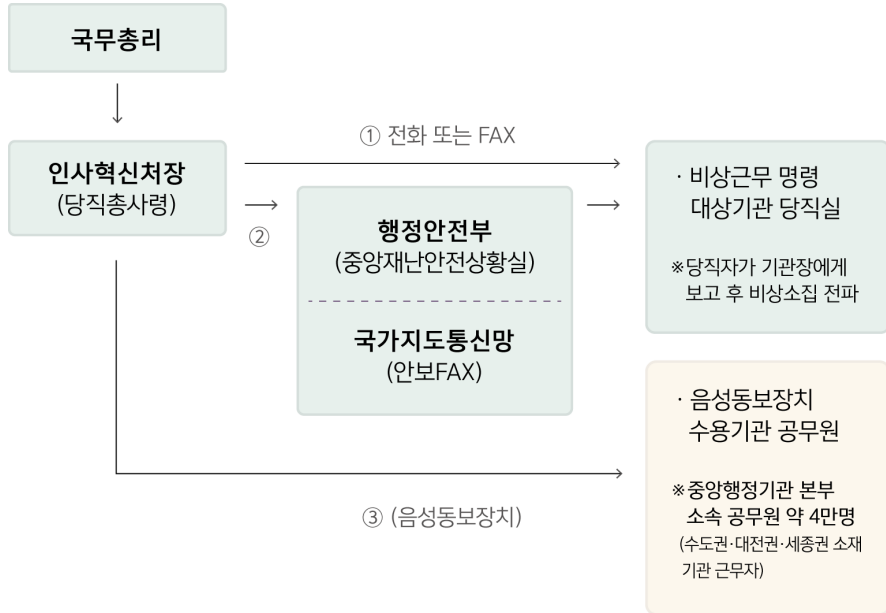 국무총리
인사혁신처장
(당직총사령)
① 전화 또는 FAX
②
행정안전부
(중앙재난안전상황실)
국가지도통신망
(안보FAX)
· 비상근무 명령
대상기관 당직실
※당직자가 기관장에게
보고 후 비상소집 전파
③ (음성동보장치)
· 음성동보장치
수용기관 공무원
※중앙행정기관 본부
소속 공무원 약 4만명
(수도권·대전권·세종권 소재
기관 근무자)